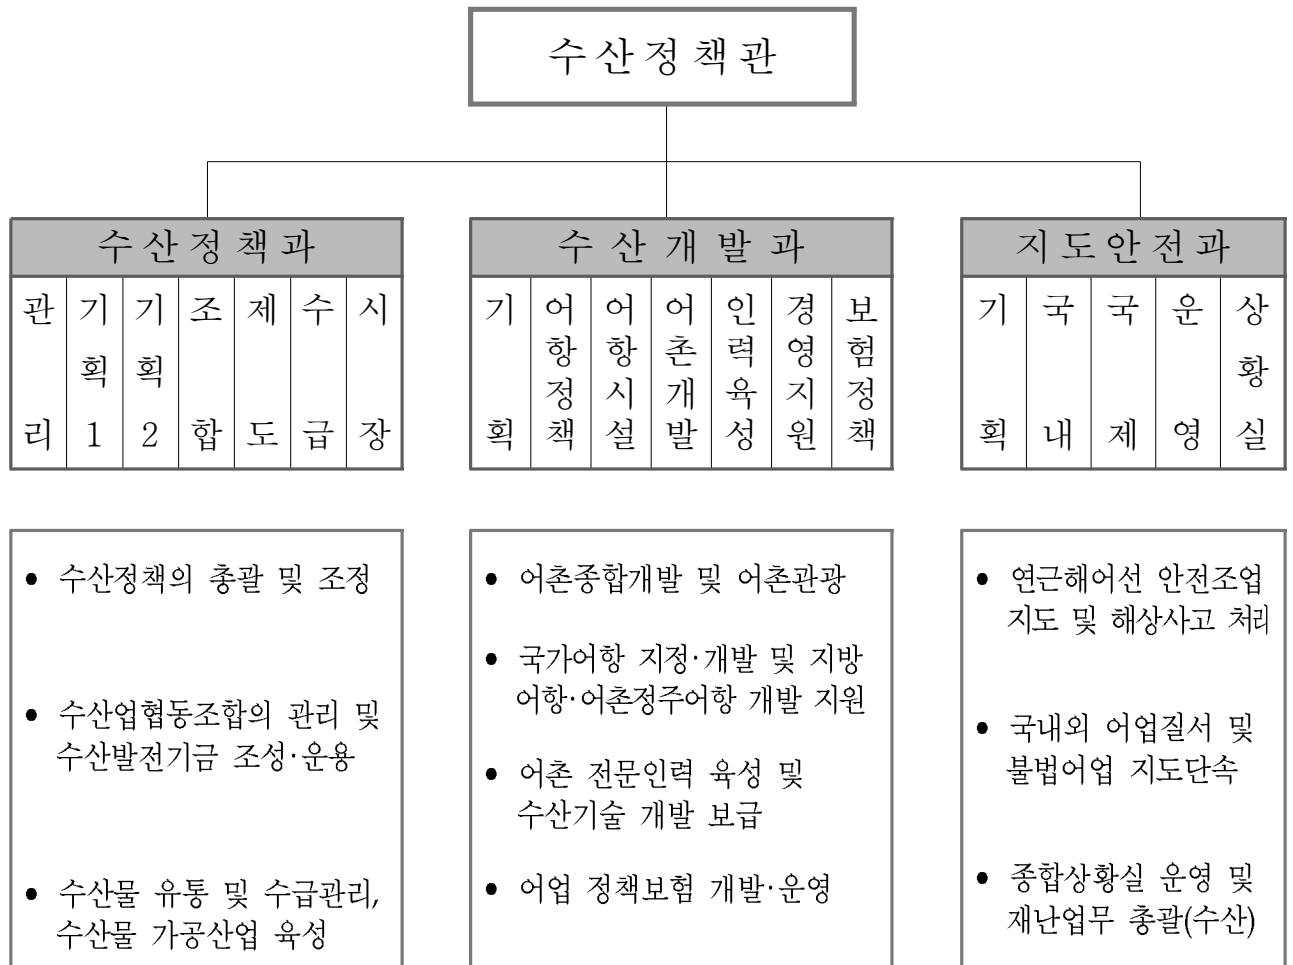 수산정책관
수산정책과
관리
기획1
기획2
조합
제도
수급
시장
수산개발과
기획
어항정책
어항시설
어촌개발
인력육성
경영지원
보험정책
지도안전과
기획
국내
국제
운영
상황실
• 수산정책의 총괄 및 조정
• 수산업협동조합의 관리 및
수산발전기금 조성·운용
• 수산물 유통 및 수급관리,
수산물 가공산업 육성
• 어촌종합개발 및 어촌관광
• 국가어항 지정·개발 및 지방
어항·어촌정주어항 개발 지원
• 어촌 전문인력 육성 및
수산기술 개발 보급
• 어업 정책보험 개발·운영
• 연근해어선 안전조업
지도 및 해상사고 처리
• 국내외 어업질서 및
불법어업 지도단속
• 종합상황실 운영 및
재난업무 총괄(수산)